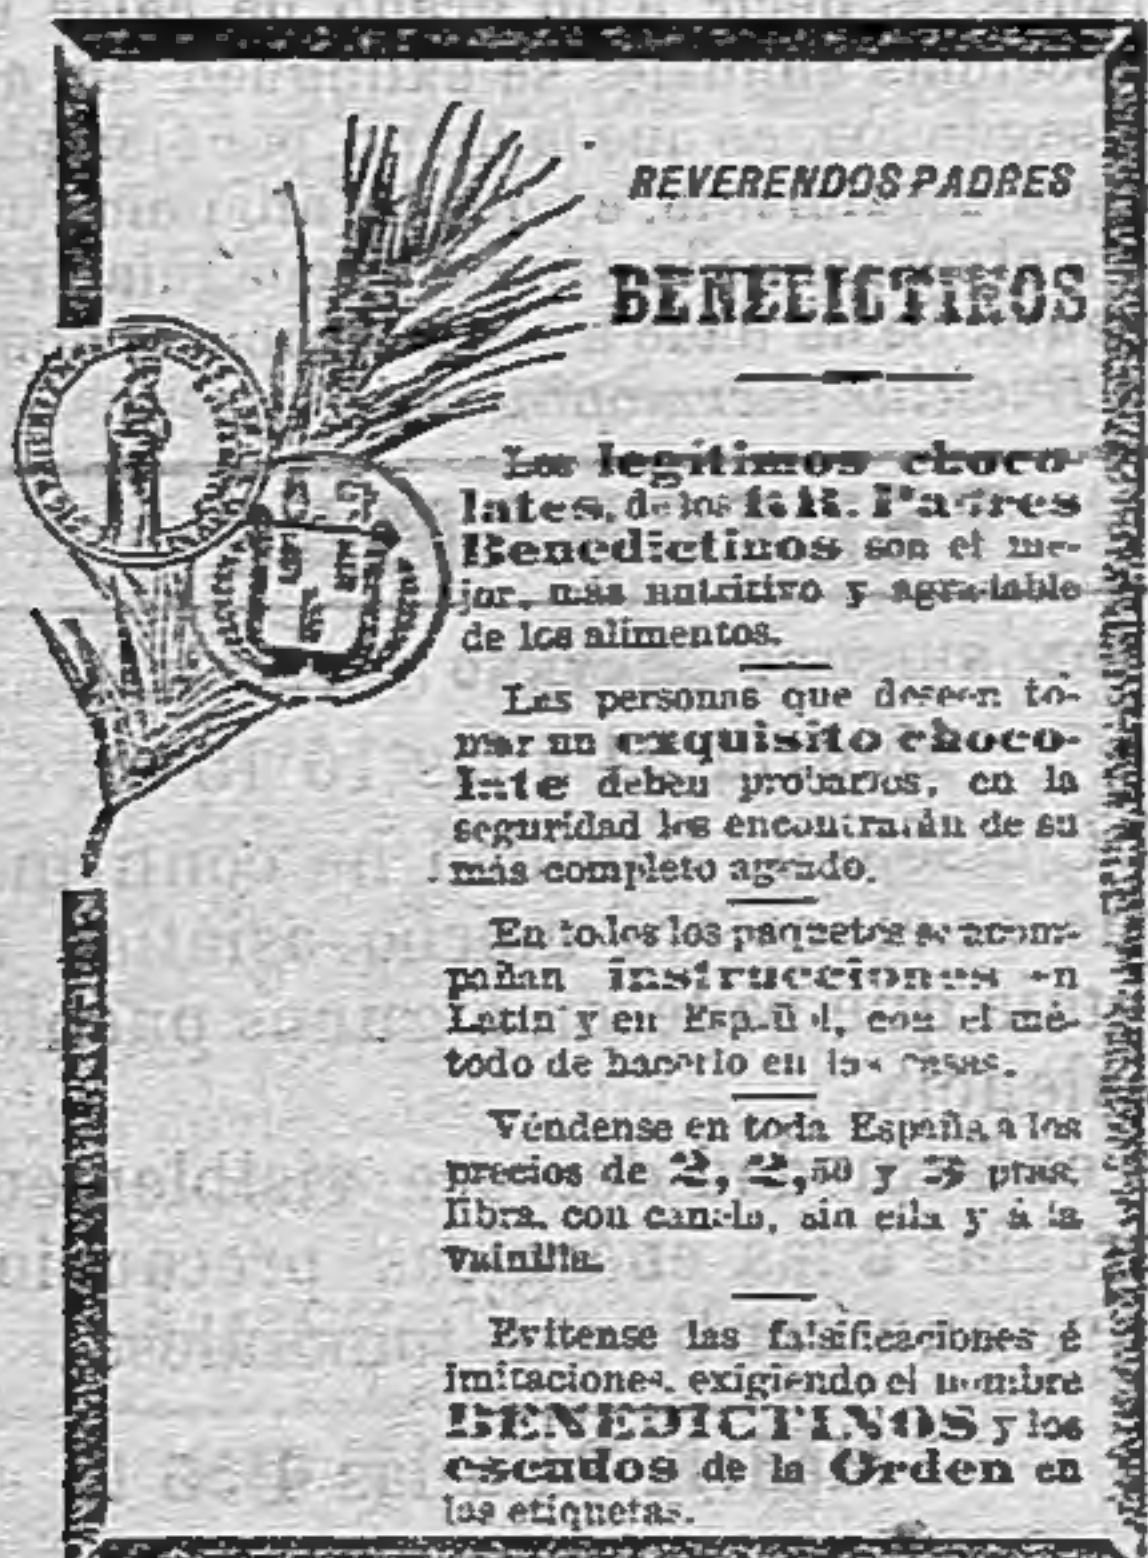 REVERENDOS PADRES
BENEDICTINOS
Los legítimos choco-
lates, de los RR. Padres
Benedictinos son el me-
jor, más nutritivo y agradable
de los alimentos.
Las personas que deseen to-
mar un exquisito choco-
late deben probarlos, en la
seguridad los encontrarán de su
más completo agrado.
En todos los paquetes se acom-
pañan instrucciones en
Latín y en Español, con el mé-
todo de hacerlo en las casas.
Véndense en toda España a los
precios de 2, 2,50 y 3 ptas.
libra, con canela, sin ella y á la
vainilla.
Evítense las falsificaciones é
imitaciones, exigiendo el nombre
BENEDICTINOS y los
escudos de la Orden en
las etiquetas.